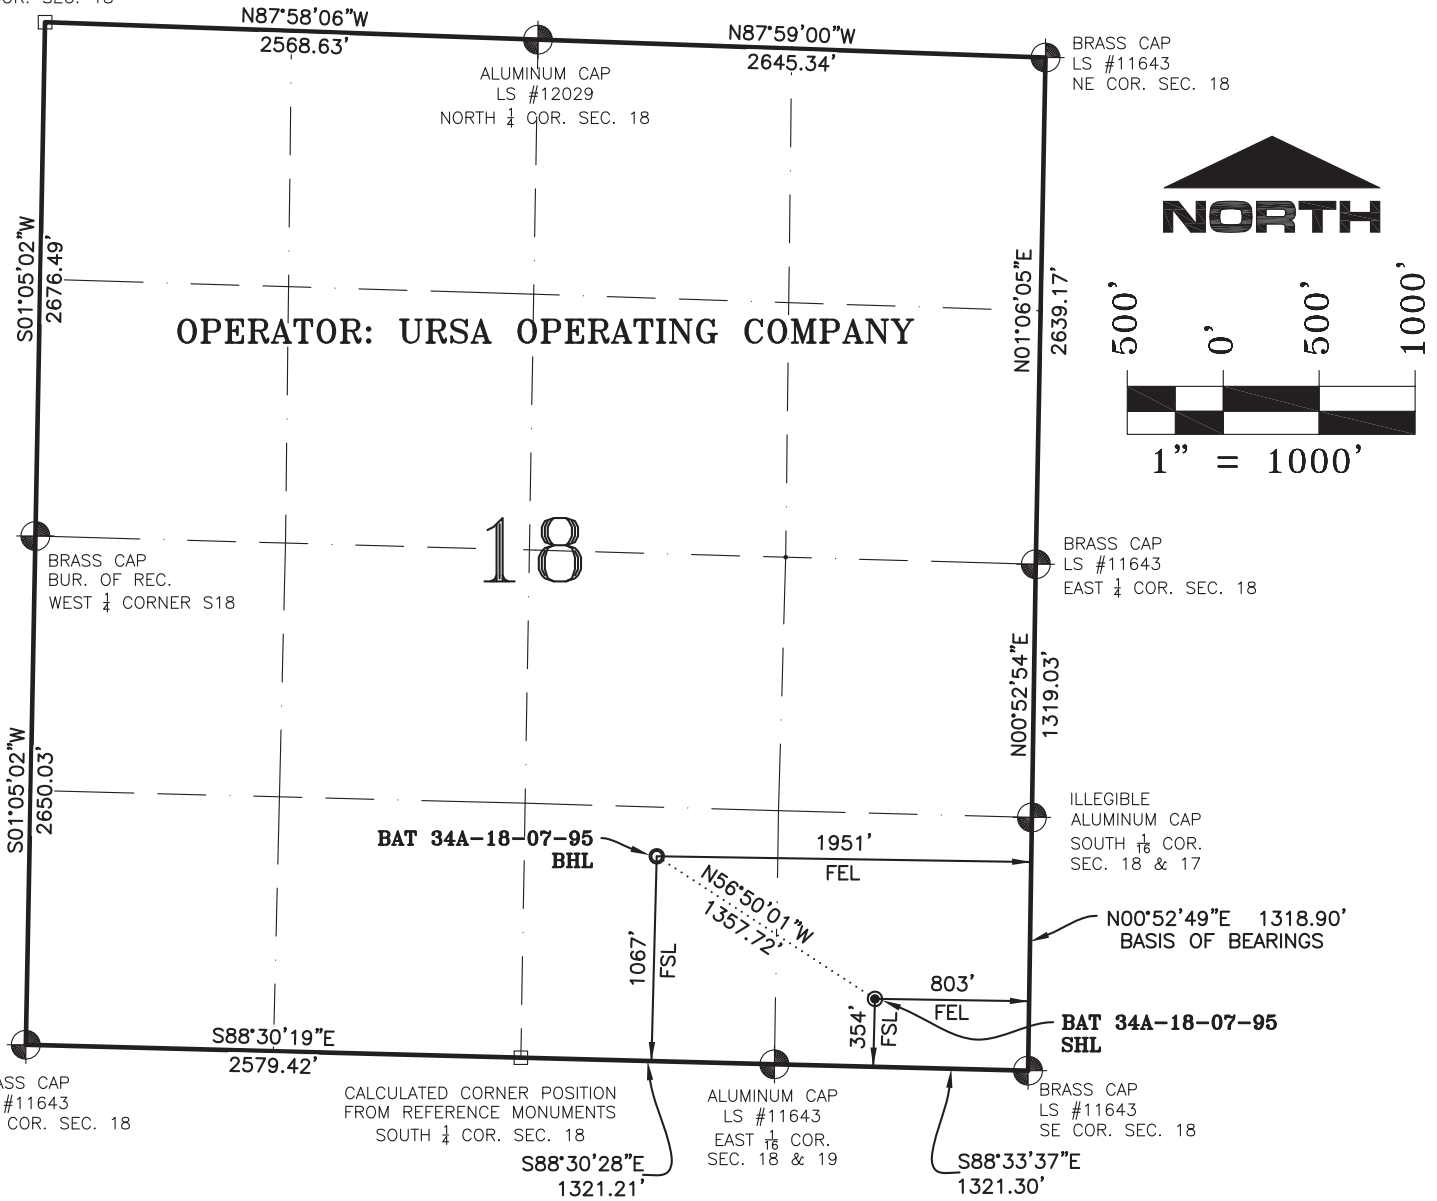 COR. SEC. 18
N87°58'06"W
2568.63'
N87°59'00"W
2645.34'
BRASS CAP
LS #11643
NE COR. SEC. 18
ALUMINUM CAP
LS #12029
NORTH 1/4 COR. SEC. 18
NORTH
S01°05'02"W
2676.49'
N01°06'05"E
2639.17'
OPERATOR: URSA OPERATING COMPANY
500' 0' 500' 1000'
1" = 1000'
18
BRASS CAP
BUR. OF REC.
WEST 1/4 CORNER S18
BRASS CAP
LS #11643
EAST 1/4 COR. SEC. 18
N00°52'54"E
1319.03'
S01°05'02"W
2650.03'
ILLEGIBLE
ALUMINUM CAP
SOUTH 1/16 COR.
SEC. 18 & 17
BAT 34A-18-07-95
BHL
1951'
FEL
N56°50'01"W
1357.72'
1067'
FSL
N00°52'49"E 1318.90'
BASIS OF BEARINGS
803'
FEL
354'
FSL
BAT 34A-18-07-95
SHL
S88°30'19"E
2579.42'
#11643
COR. SEC. 18
CALCULATED CORNER POSITION
FROM REFERENCE MONUMENTS
SOUTH 1/4 COR. SEC. 18
ALUMINUM CAP
LS #11643
EAST 1/16 COR.
SEC. 18 & 19
BRASS CAP
LS #11643
SE COR. SEC. 18
S88°30'28"E
1321.21'
S88°33'37"E
1321.30'